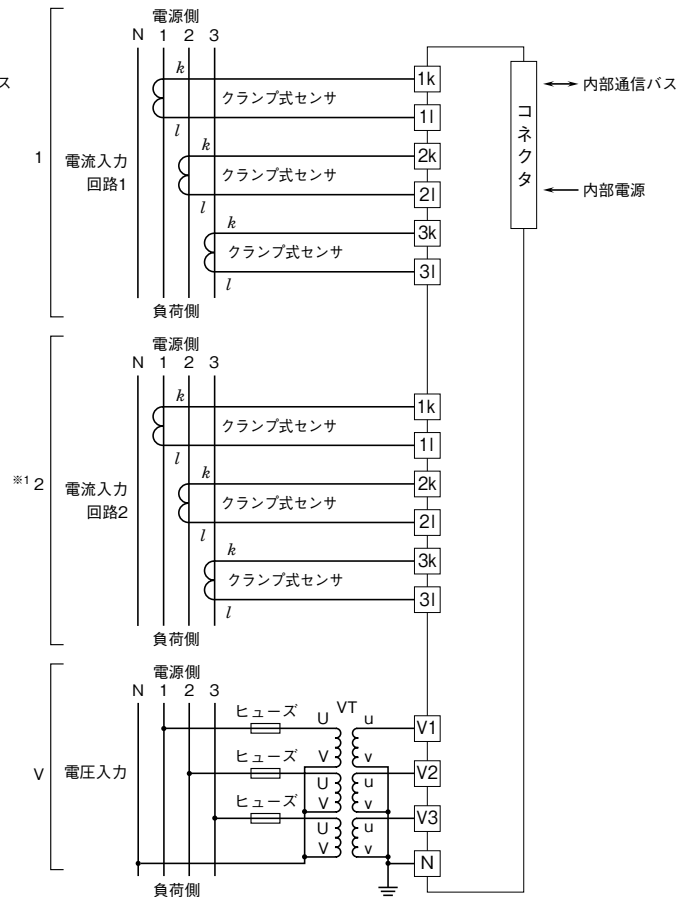 電源側
N 1 2 3
ス
k
1k
クランプ式センサ
内部通信バス
l
1l
コネクタ
1
電流入力
回路1
k
2k
クランプ式センサ
l
2l
内部電源
k
3k
クランプ式センサ
l
3l
負荷側
電源側
N 1 2 3
k
1k
クランプ式センサ
l
1l
※1 2
電流入力
回路2
k
2k
クランプ式センサ
l
2l
k
3k
クランプ式センサ
l
3l
負荷側
電源側
N 1 2 3
ヒューズ
U VT u
V1
V v
V
電圧入力
ヒューズ
U u
V2
V v
ヒューズ
U u
V3
V v
N
負荷側